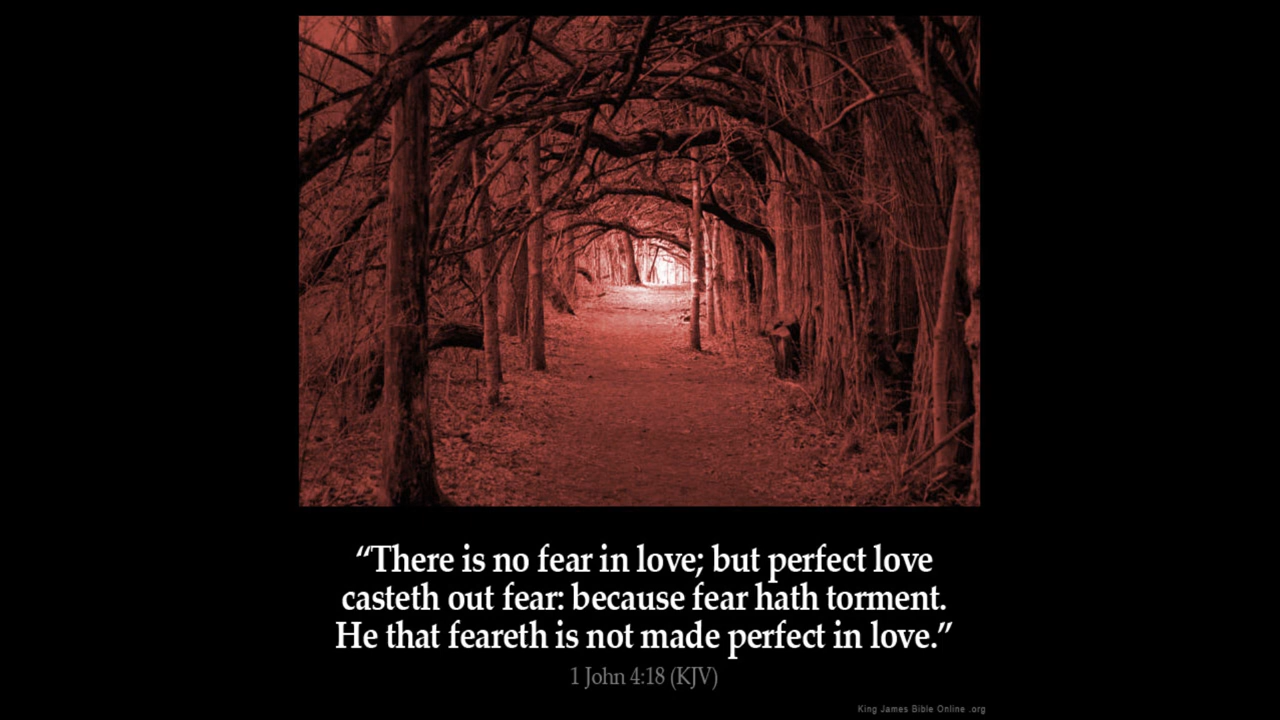 “There is no fear in love; but perfect love
casteth out fear: because fear hath torment.
He that feareth is not made perfect in love.”
1 John 4:18 (KJV)
King James Bible Online .org